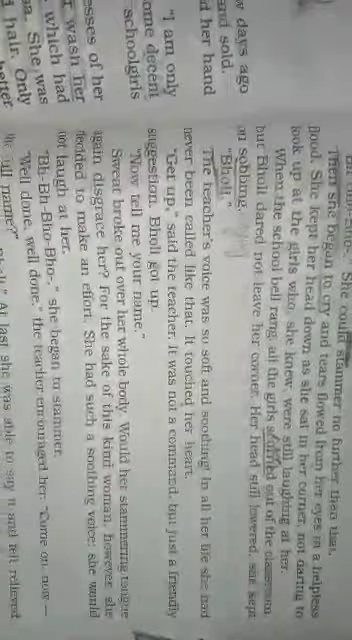 w days ago
and sold.
d her hand
"I am only
ome decent
schoolgirls
esses of her
r wash her
which had
a. She was
d hair. Only
better
She could stammer no further than that.
Then she began to cry and tears flowed from her eyes in a helpless
flood. She kept her head down as she sat in her corner, not daring to
look up at the girls who, she knew, were still laughing at her.
When the school bell rang, all the girls scurried out of the classroom,
but Bholi dared not leave her corner. Her head still lowered, she kept
on sobbing.
"Bholi."
The teacher's voice was so soft and soothing! In all her life she had
never been called like that. It touched her heart.
"Get up," said the teacher. It was not a command, but just a friendly
suggestion. Bholi got up.
"Now tell me your name."
Sweat broke out over her whole body. Would her stammering tongue
again disgrace her? For the sake of this kind woman, however, she
decided to make an effort. She had such a soothing voice; she would
not laugh at her.
"Bh-Bh-Bho-Bho-," she began to stammer.
"Well done, well done," the teacher encouraged her. "Come on, now —
the full name?"
At last she was able to say it and felt relieved